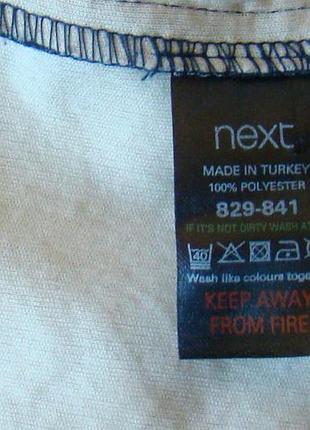 next
MADE IN TURKEY
100% POLYESTER
829-841
IF IT'S NOT DIRTY WASH AT
40
Wash like colours toge
KEEP AWAY
FROM FIRE